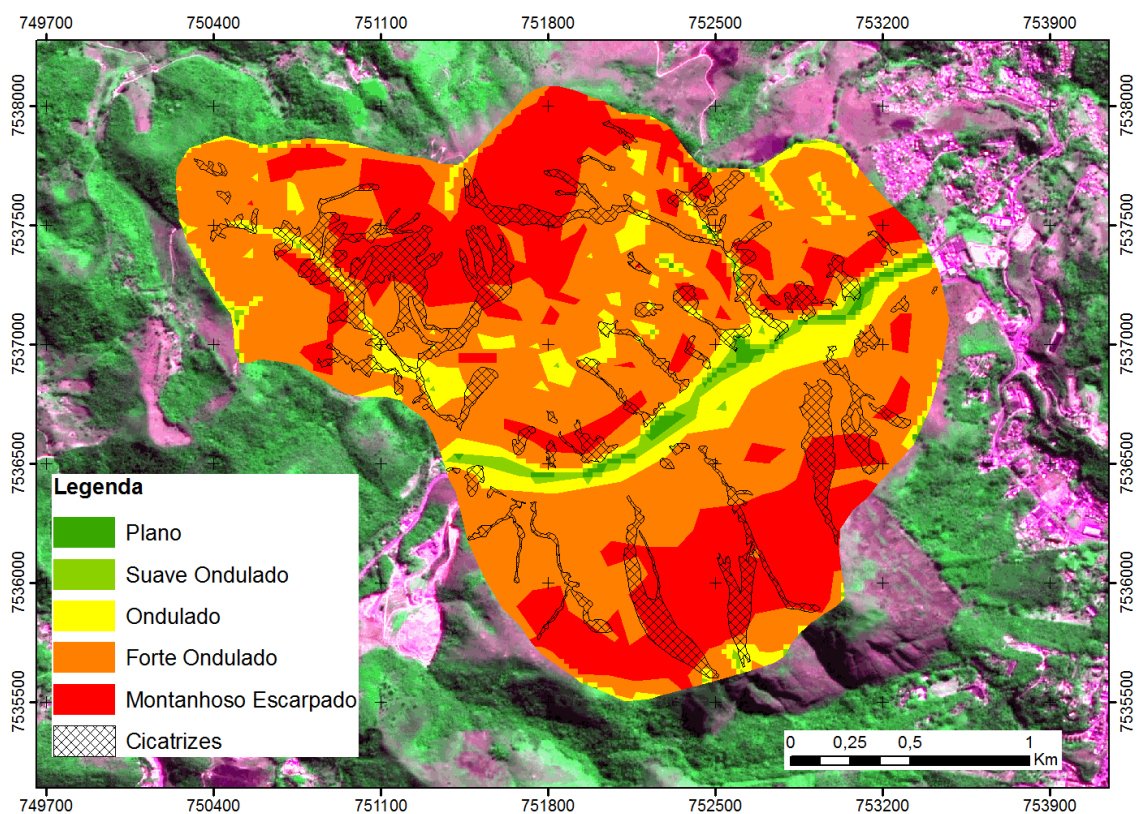 749700 750400 751100 751800 752500 753200 753900
7538000 7538000
7537500 7537500
7537000 7537000
7536500 7536500
7536000 7536000
7535500 7535500
Legenda
Plano
Suave Ondulado
Ondulado
Forte Ondulado
Montanhoso Escarpado
Cicatrizes
0 0,25 0,5 1
Km
749700 750400 751100 751800 752500 753200 753900